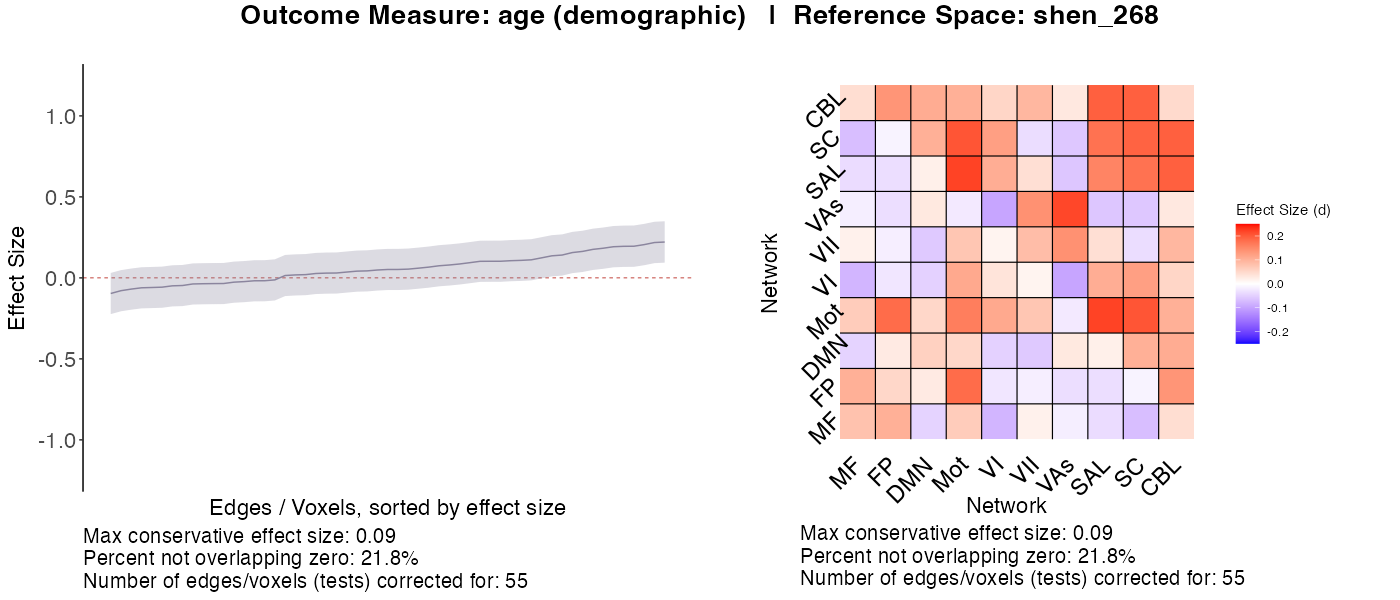 Outcome Measure: age (demographic) | Reference Space: shen_268
Effect Size
1.0
0.5
0.0
-0.5
-1.0
Edges / Voxels, sorted by effect size
Max conservative effect size: 0.09
Percent not overlapping zero: 21.8%
Number of edges/voxels (tests) corrected for: 55
Network
CBL
SC
SAL
VAs
VII
VI
Mot
DMN
FP
MF
MF FP DMN Mot VI VII VAs SAL SC CBL
Network
Max conservative effect size: 0.09
Percent not overlapping zero: 21.8%
Number of edges/voxels (tests) corrected for: 55
Effect Size (d)
0.2
0.1
0.0
-0.1
-0.2